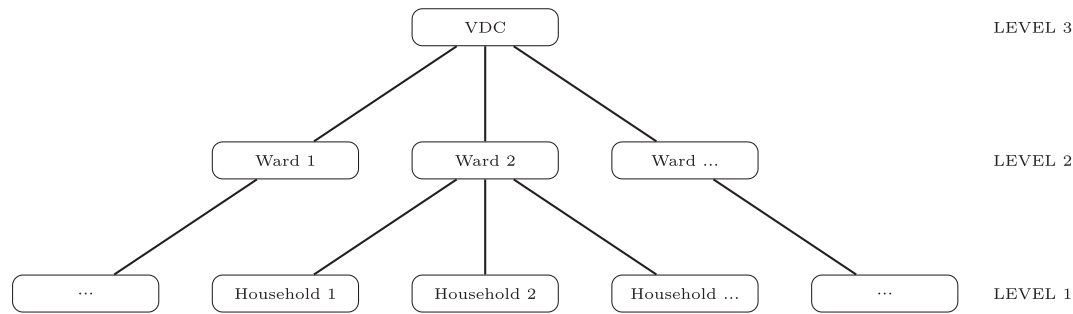 VDC LEVEL 3
Ward 1 Ward 2 Ward ... LEVEL 2
... Household 1 Household 2 Household ... ... LEVEL 1